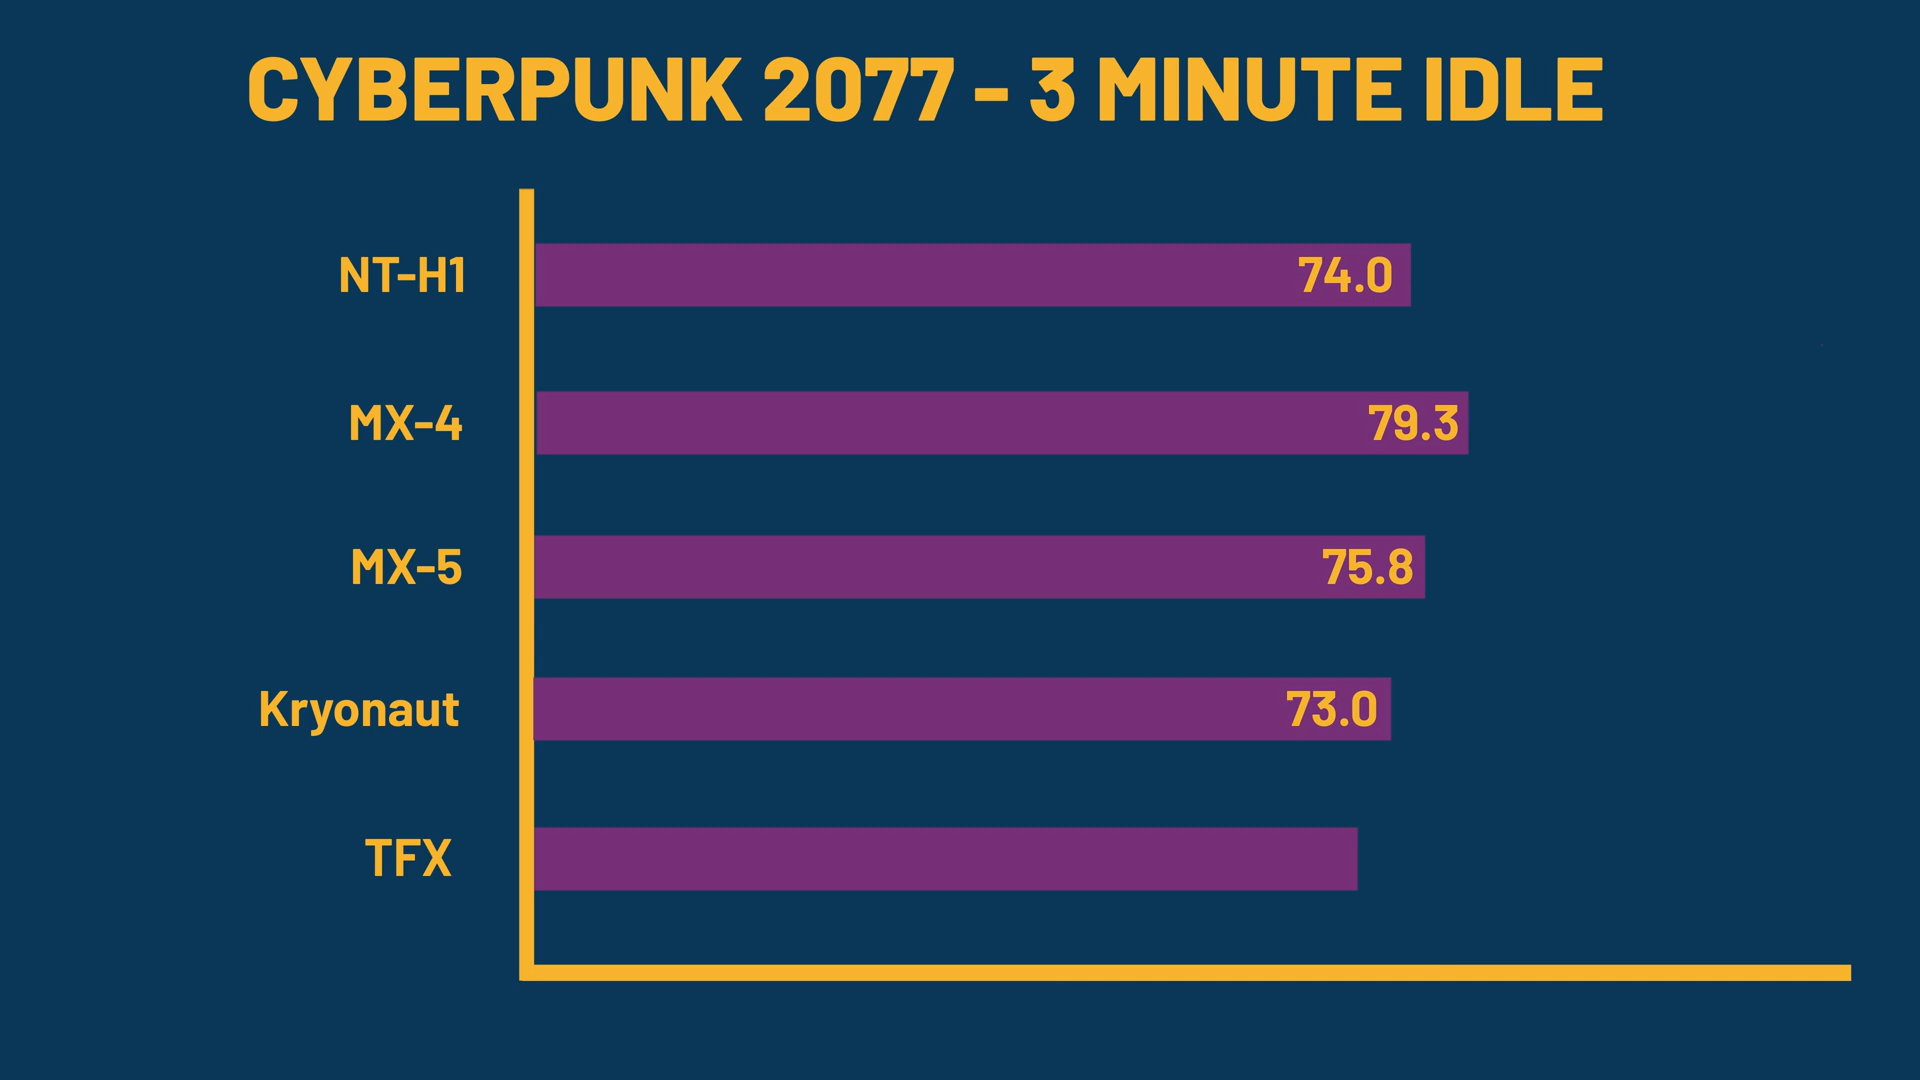 CYBERPUNK 2077 - 3 MINUTE IDLE
NT-H1 74.0
MX-4 79.3
MX-5 75.8
Kryonaut 73.0
TFX